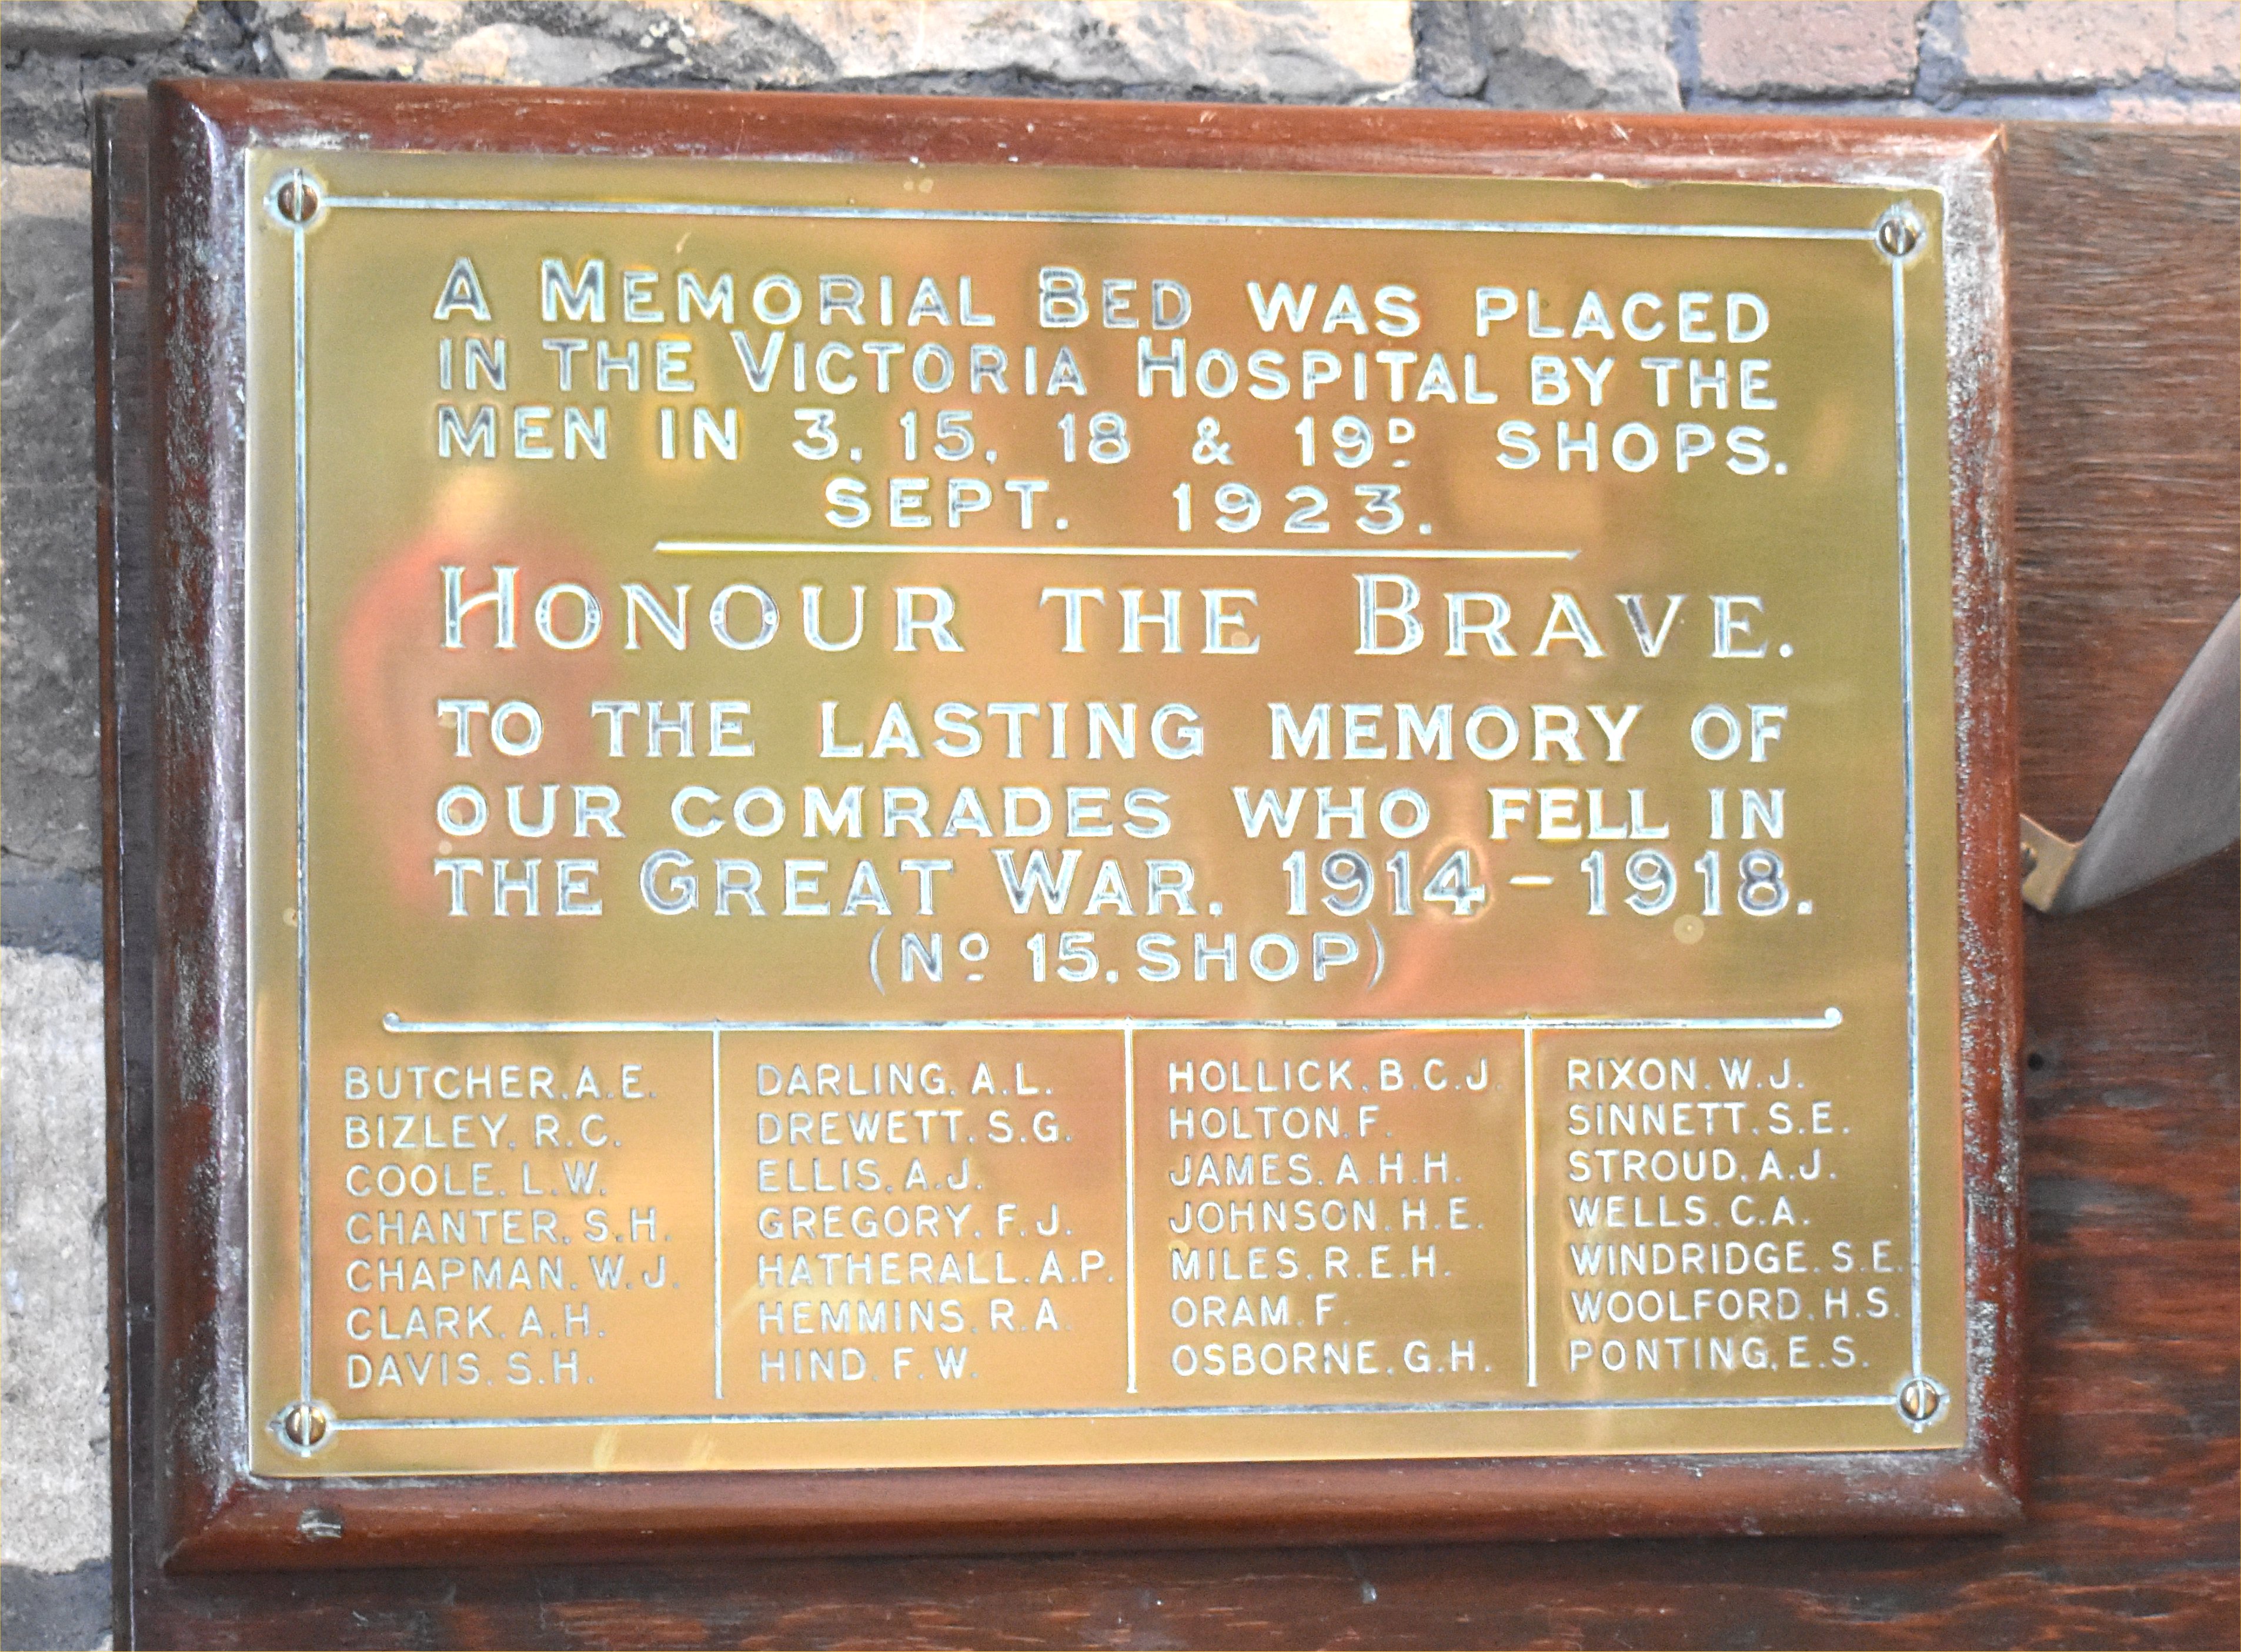 A MEMORIAL BED WAS PLACED
IN THE VICTORIA HOSPITAL BY THE
MEN IN 3, 15, 18 & 19D SHOPS.
SEPT. 1923.
HONOUR THE BRAVE.
TO THE LASTING MEMORY OF
OUR COMRADES WHO FELL IN
THE GREAT WAR. 1914 – 1918.
(No 15. SHOP)
BUTCHER. A. E.
BIZLEY. R. C.
COOLE. L. W.
CHANTER. S. H.
CHAPMAN. W. J.
CLARK. A. H.
DAVIS. S. H.
DARLING. A. L.
DREWETT. S. G.
ELLIS. A. J.
GREGORY. F. J.
HATHERALL. A. P.
HEMMINS. R. A.
HIND. F. W.
HOLLICK. B. C. J.
HOLTON. F.
JAMES. A. H. H.
JOHNSON. H. E.
MILES. R. E. H.
ORAM. F.
OSBORNE. G. H.
RIXON. W. J.
SINNETT. S. E.
STROUD. A. J.
WELLS. C. A.
WINDRIDGE. S. E.
WOOLFORD. H. S.
PONTING. E. S.